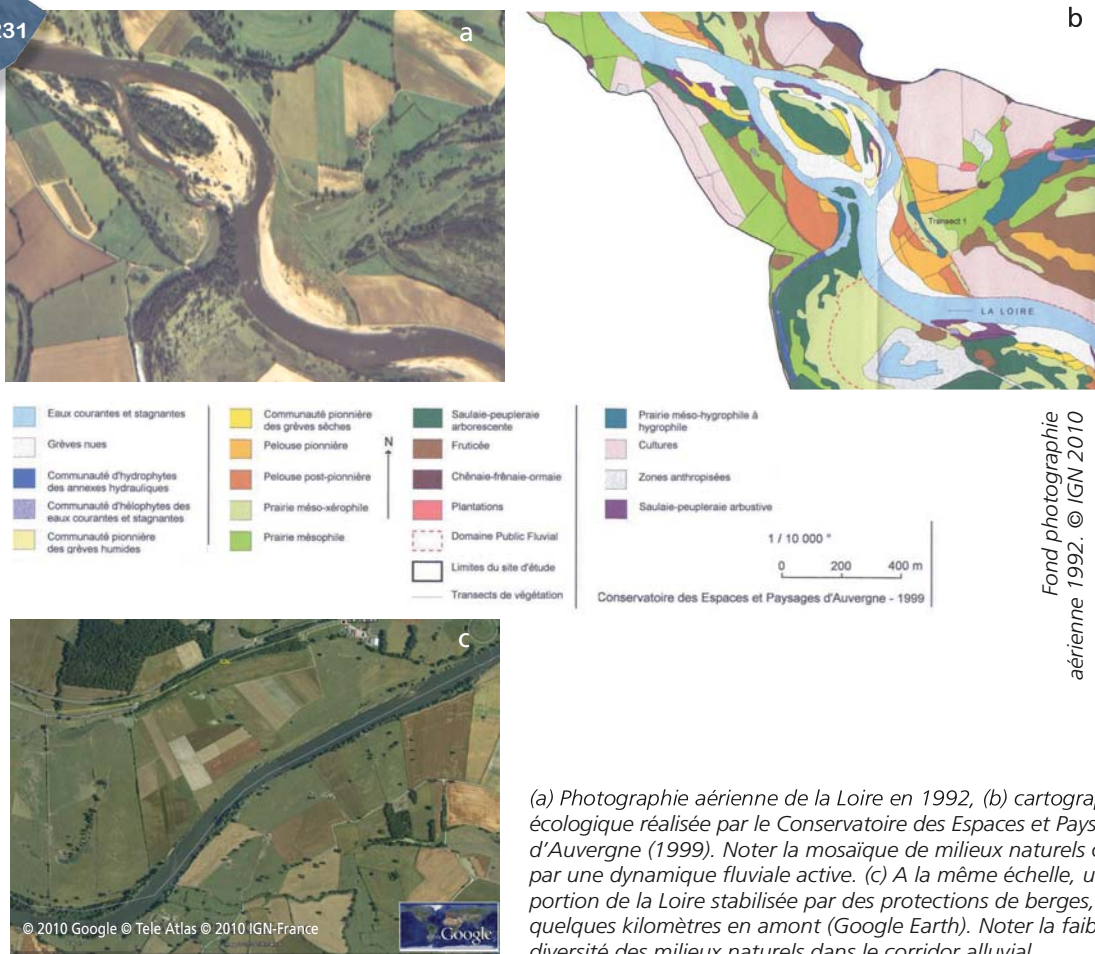 231
a
b
Transect 1
LA LOIRE
Eaux courantes et stagnantes
Grèves nues
Communauté d'hydrophytes
des annexes hydrauliques
Communauté d'hélophytes des
eaux courantes et stagnantes
Communauté pionnière
des grèves humides
Communauté pionnière
des grèves sèches
Pelouse pionnière
Pelouse post-pionnière
Prairie méso-xérophile
Prairie mésophile
N
Saulaie-peupleraie
arborescente
Fruticée
Chênaie-frênaie-ormaie
Plantations
Domaine Public Fluvial
Limites du site d'étude
Transects de végétation
Prairie méso-hygrophile à
hygrophile
Cultures
Zones anthropisées
Saulaie-peupleraie arbustive
1 / 10 000 °
0 200 400 m
Conservatoire des Espaces et Paysages d'Auvergne - 1999
Fond photographie
aérienne 1992. © IGN 2010
c
© 2010 Google © Tele Atlas © 2010 IGN-France
Google
(a) Photographie aérienne de la Loire en 1992, (b) cartograp
écologique réalisée par le Conservatoire des Espaces et Pays
d'Auvergne (1999). Noter la mosaïque de milieux naturels c
par une dynamique fluviale active. (c) A la même échelle, u
portion de la Loire stabilisée par des protections de berges,
quelques kilomètres en amont (Google Earth). Noter la faib
diversité des milieux naturels dans le corridor alluvial